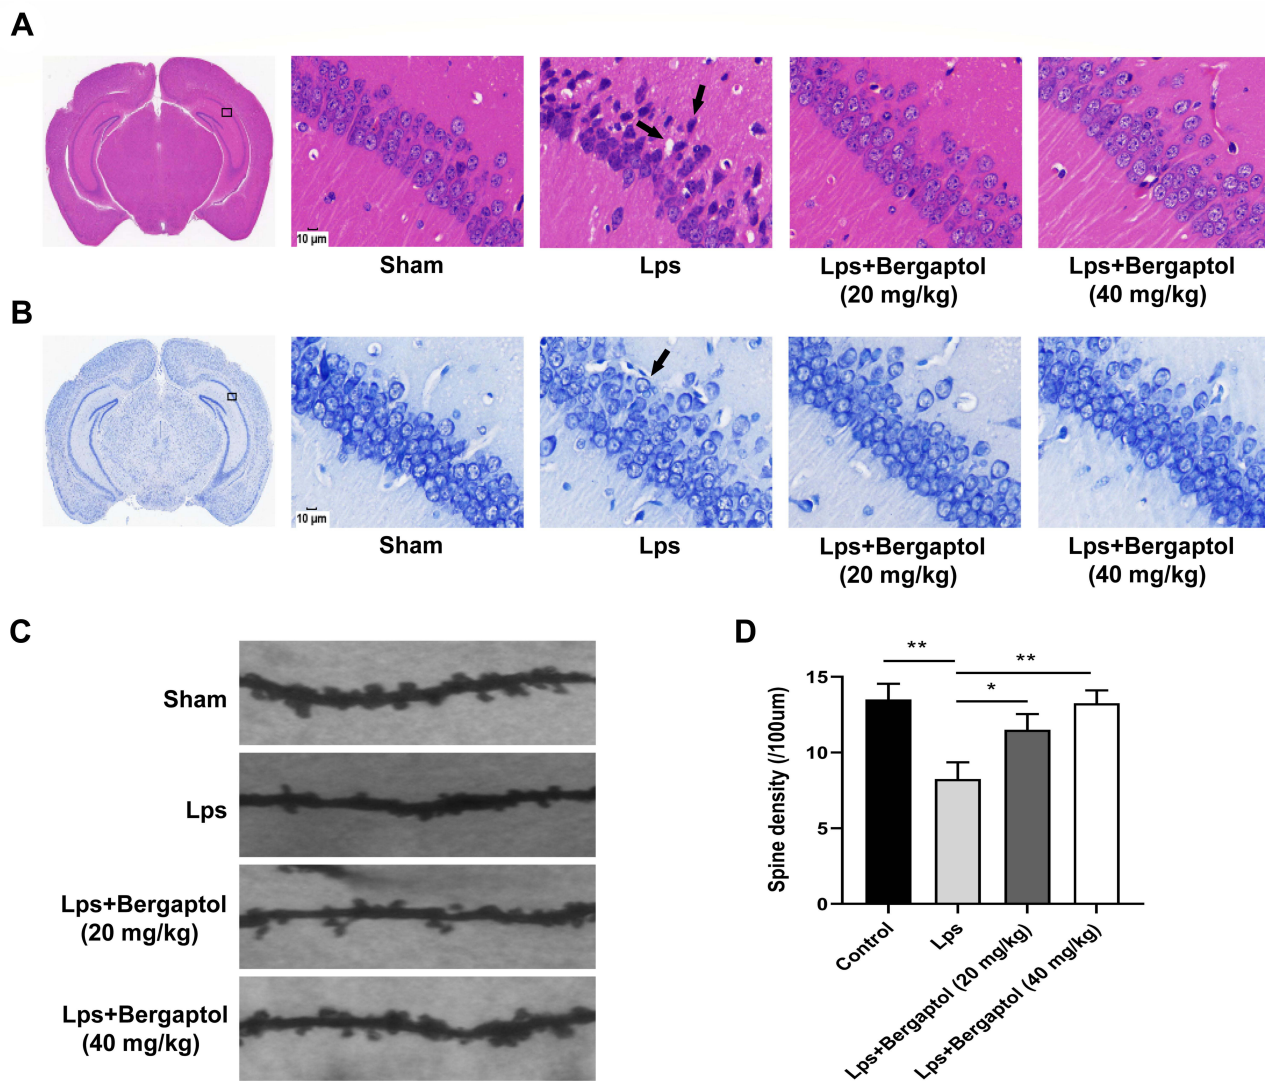 A
10 μm
Sham
Lps
Lps+Bergaptol
(20 mg/kg)
Lps+Bergaptol
(40 mg/kg)
B
10 μm
Sham
Lps
Lps+Bergaptol
(20 mg/kg)
Lps+Bergaptol
(40 mg/kg)
C
Sham
Lps
Lps+Bergaptol
(20 mg/kg)
Lps+Bergaptol
(40 mg/kg)
D
**
**
*
15
10
5
0
Spine density (/100um)
Control
Lps
Lps+Bergaptol (20 mg/kg)
Lps+Bergaptol (40 mg/kg)